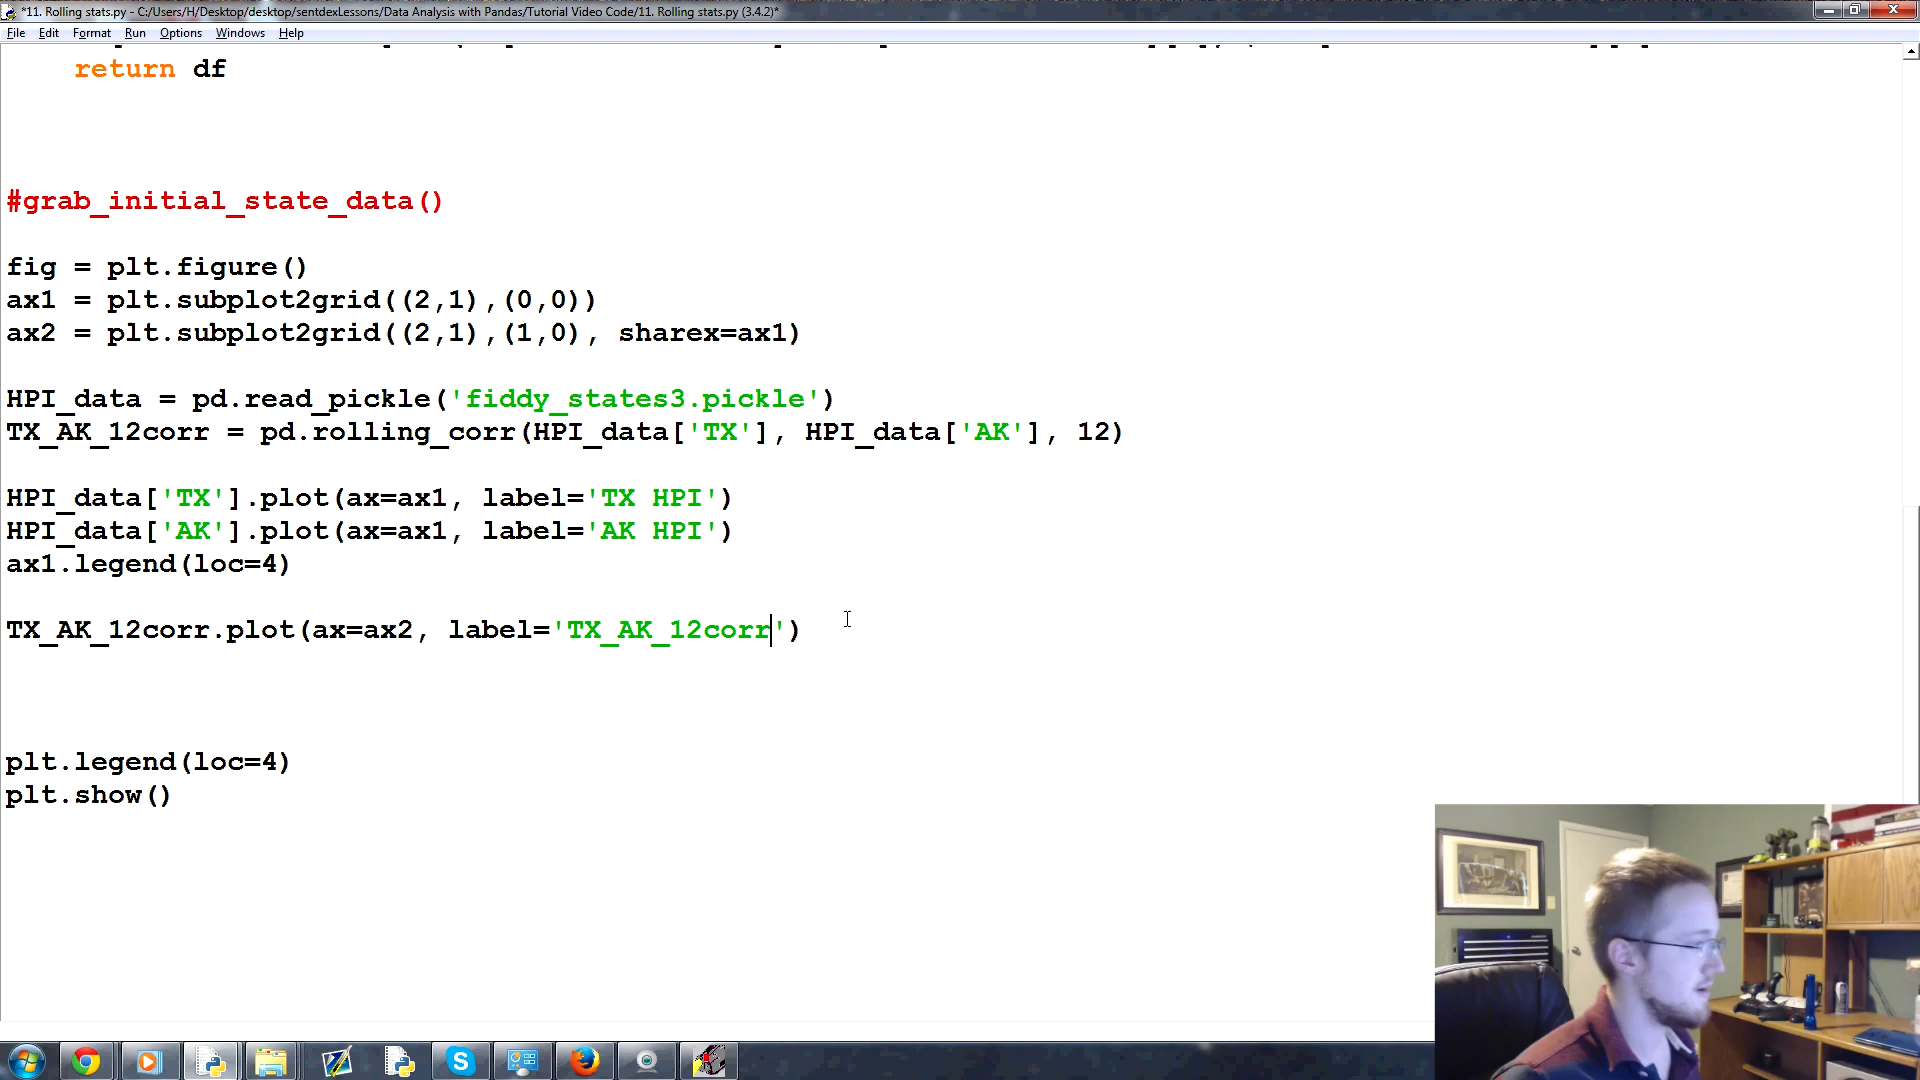 *11. Rolling stats.py - C:/Users/H/Desktop/desktop/sentdexLessons/Data Analysis with Pandas/Tutorial Video Code/11. Rolling stats.py (3.4.2)*
File Edit Format Run Options Windows Help
return df
#grab_initial_state_data()
fig = plt.figure()
ax1 = plt.subplot2grid((2,1),(0,0))
ax2 = plt.subplot2grid((2,1),(1,0), sharex=ax1)
HPI_data = pd.read_pickle('fiddy_states3.pickle')
TX_AK_12corr = pd.rolling_corr(HPI_data['TX'], HPI_data['AK'], 12)
HPI_data['TX'].plot(ax=ax1, label='TX HPI')
HPI_data['AK'].plot(ax=ax1, label='AK HPI')
ax1.legend(loc=4)
TX_AK_12corr.plot(ax=ax2, label='TX_AK_12corr')
plt.legend(loc=4)
plt.show()